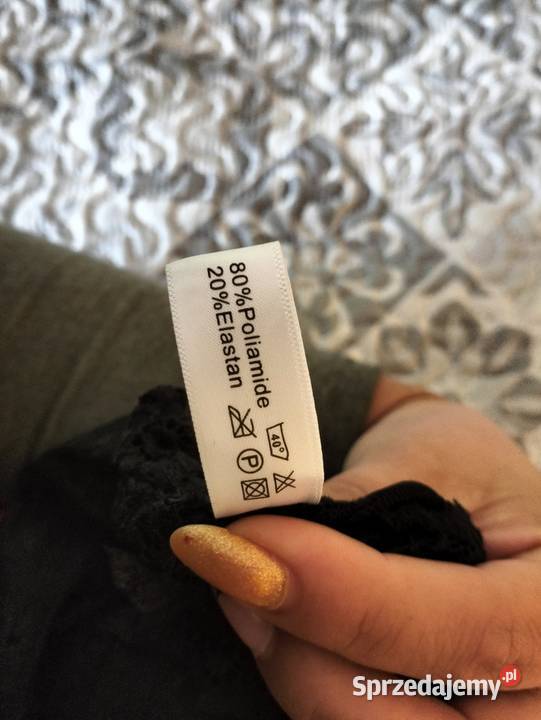 80%Poliamide
20%Elastan
40°
P
Sprzedajemy.pl